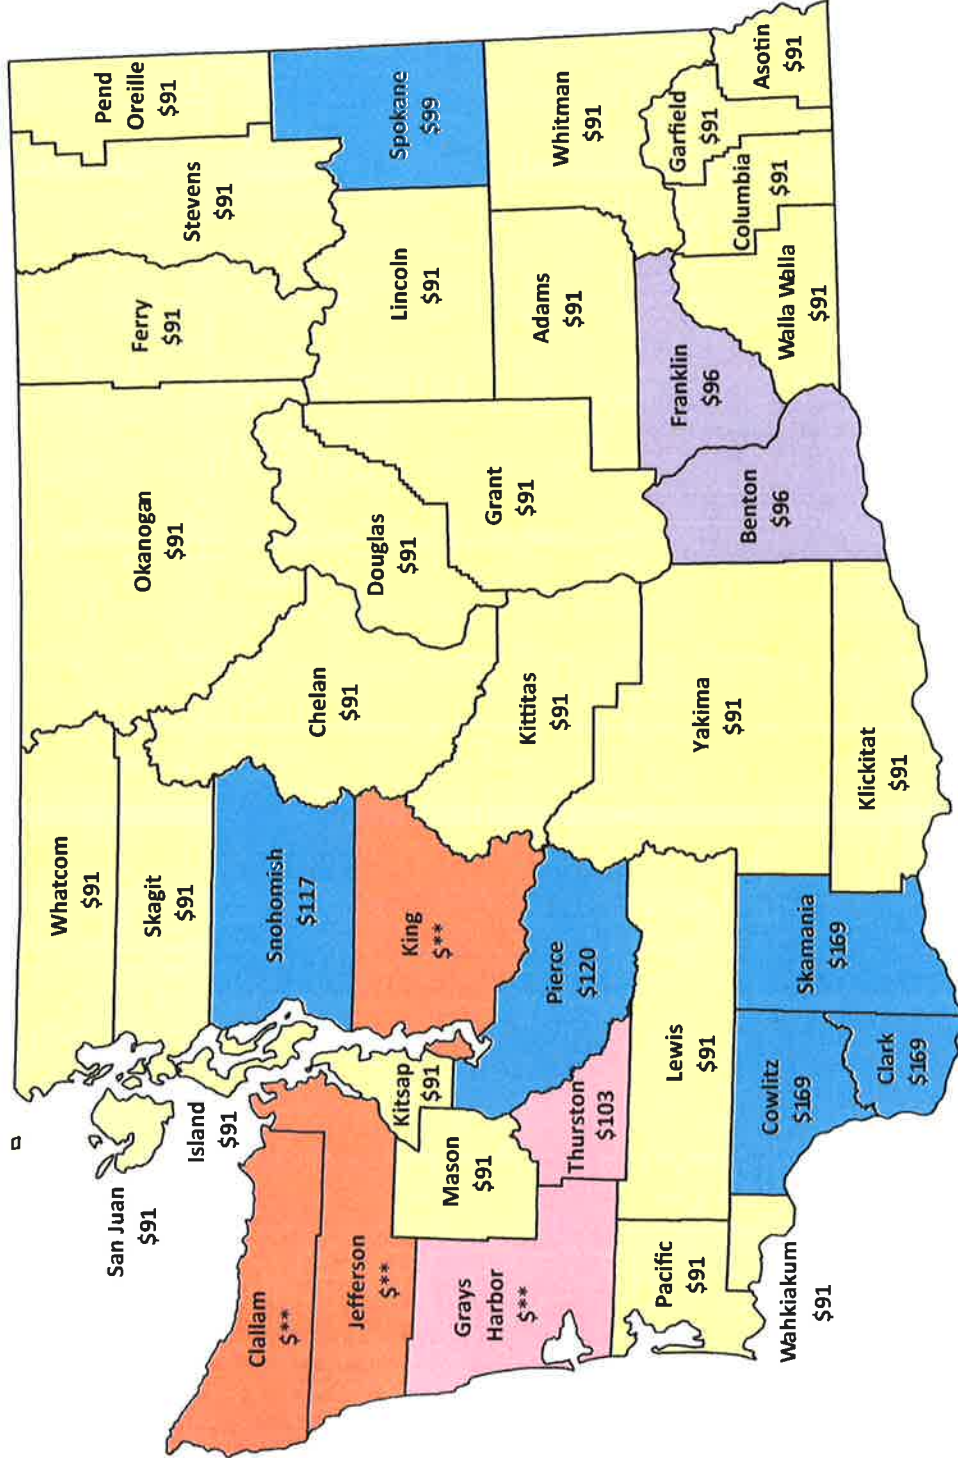 Whatcom
$91
San Juan
$91
Skagit
$91
Island
$91
Okanogan
$91
Ferry
$91
Stevens
$91
Pend
Oreille
$91
Clallam
$**
Snohomish
$117
Chelan
$91
Douglas
$91
Lincoln
$91
Spokane
$99
Jefferson
$**
Kitsap
$91
King
$**
Mason
$91
Grays
Harbor
$**
Kittitas
$91
Grant
$91
Adams
$91
Whitman
$91
Thurston
$103
Pierce
$120
Pacific
$91
Lewis
$91
Yakima
$91
Franklin
$96
Benton
$96
Garfield
$91
Columbia
$91
Walla Walla
$91
Asotin
$91
Wahkiakum
$91
Cowlitz
$169
Skamania
$169
Clark
$169
Klickitat
$91